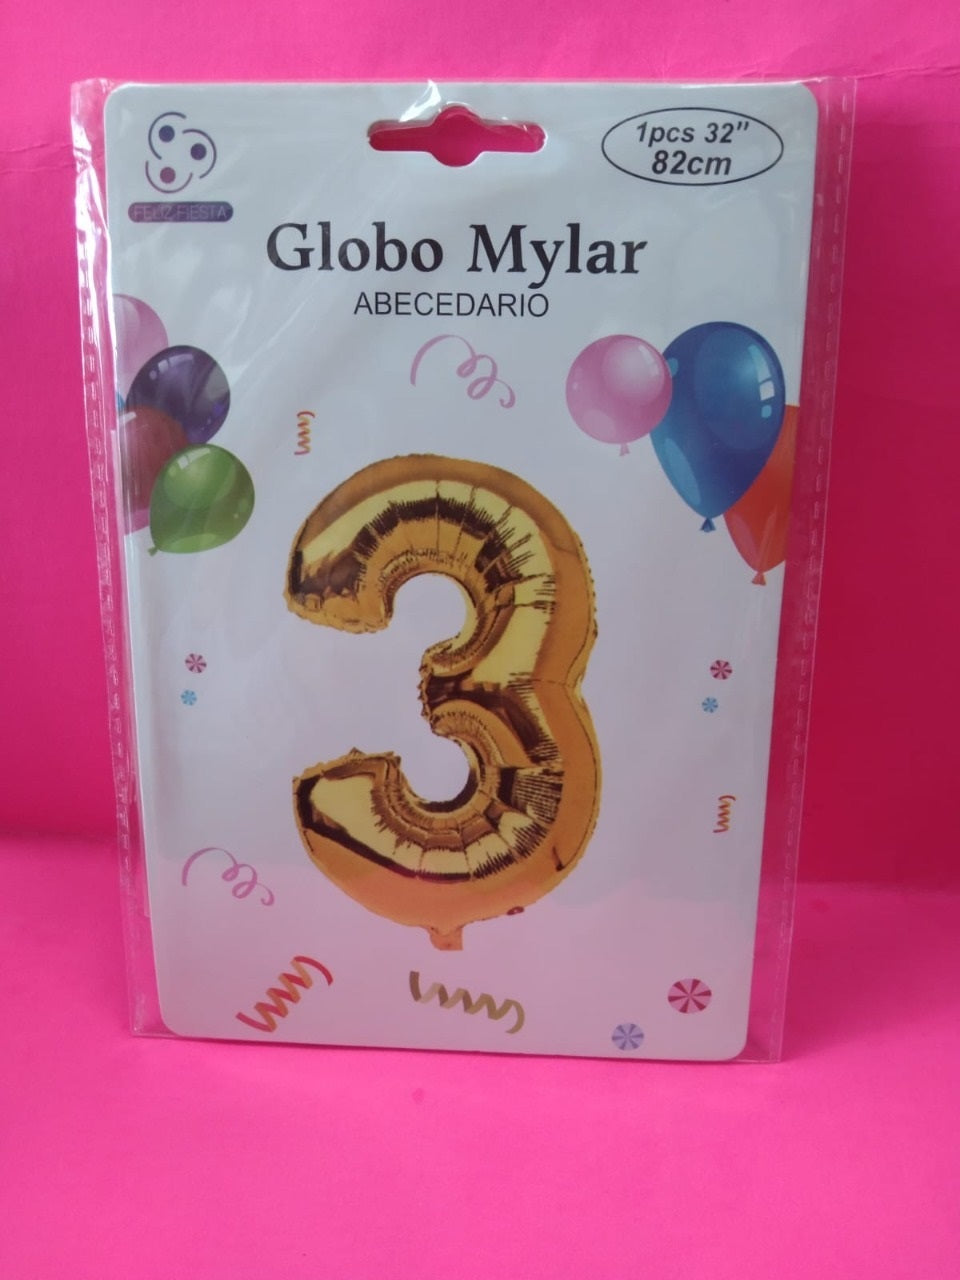 FELIZ FIESTA
1pcs 32"
82cm
Globo Mylar
ABECEDARIO